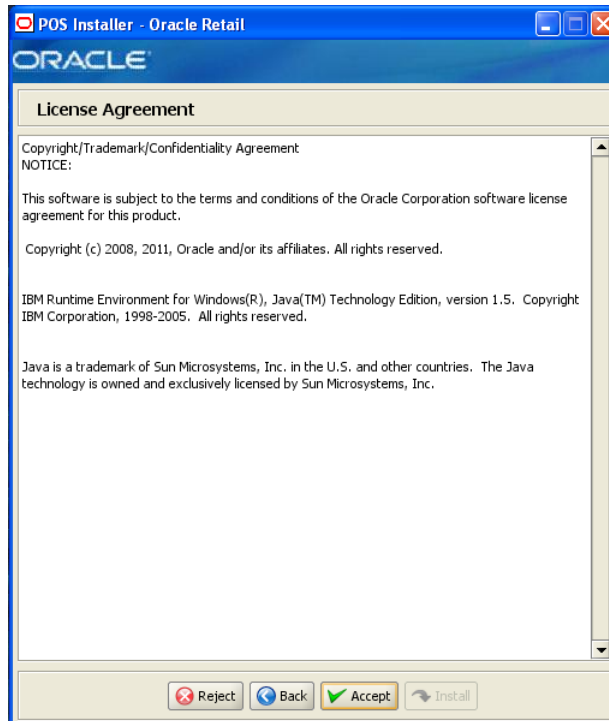 POS Installer - Oracle Retail
ORACLE
License Agreement
Copyright/Trademark/Confidentiality Agreement
NOTICE:
This software is subject to the terms and conditions of the Oracle Corporation software license
agreement for this product.
Copyright (c) 2008, 2011, Oracle and/or its affiliates. All rights reserved.
IBM Runtime Environment for Windows(R), Java(TM) Technology Edition, version 1.5.  Copyright
IBM Corporation, 1998-2005.  All rights reserved.
Java is a trademark of Sun Microsystems, Inc. in the U.S. and other countries.  The Java
technology is owned and exclusively licensed by Sun Microsystems, Inc.
Reject Back Accept Install